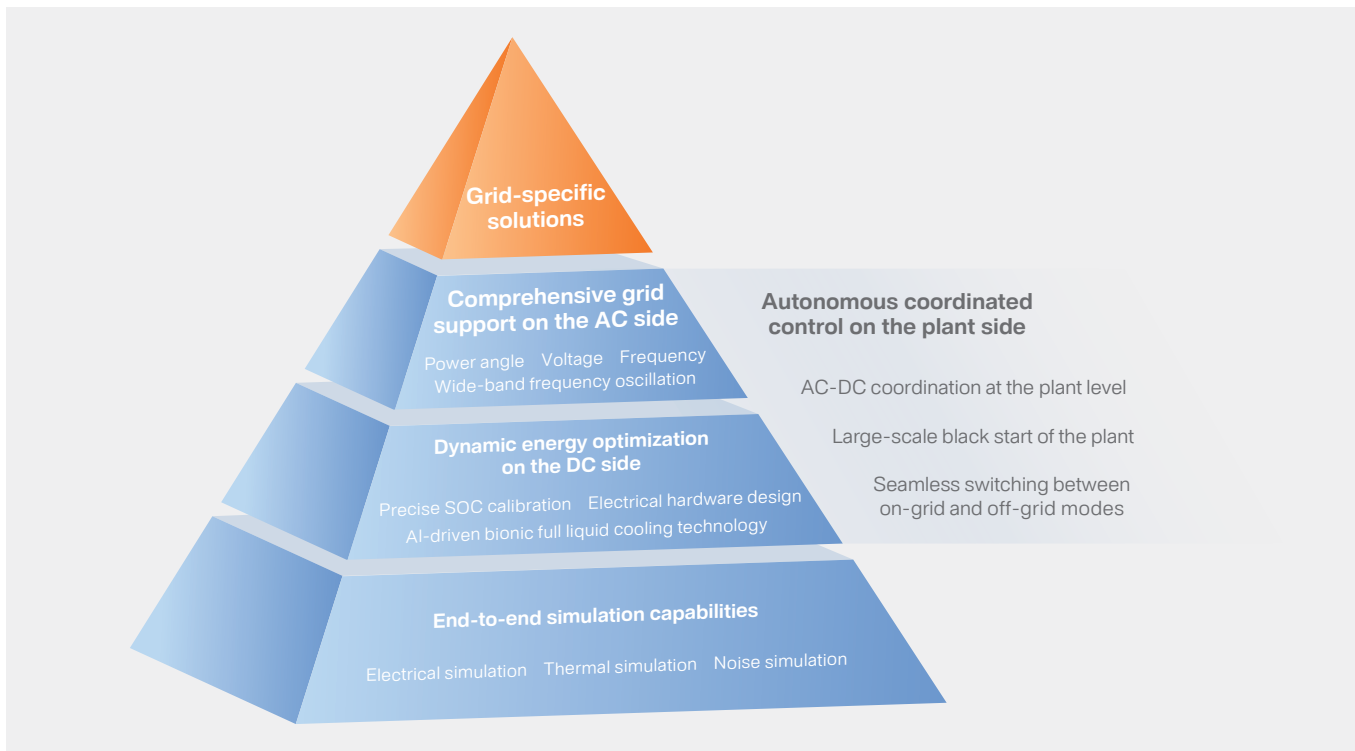 Grid-specific
solutions
Comprehensive grid
support on the AC side
Power angle Voltage Frequency
Wide-band frequency oscillation
Dynamic energy optimization
on the DC side
Precise SOC calibration Electrical hardware design
AI-driven bionic full liquid cooling technology
End-to-end simulation capabilities
Electrical simulation Thermal simulation Noise simulation
Autonomous coordinated
control on the plant side
AC-DC coordination at the plant level
Large-scale black start of the plant
Seamless switching between
on-grid and off-grid modes